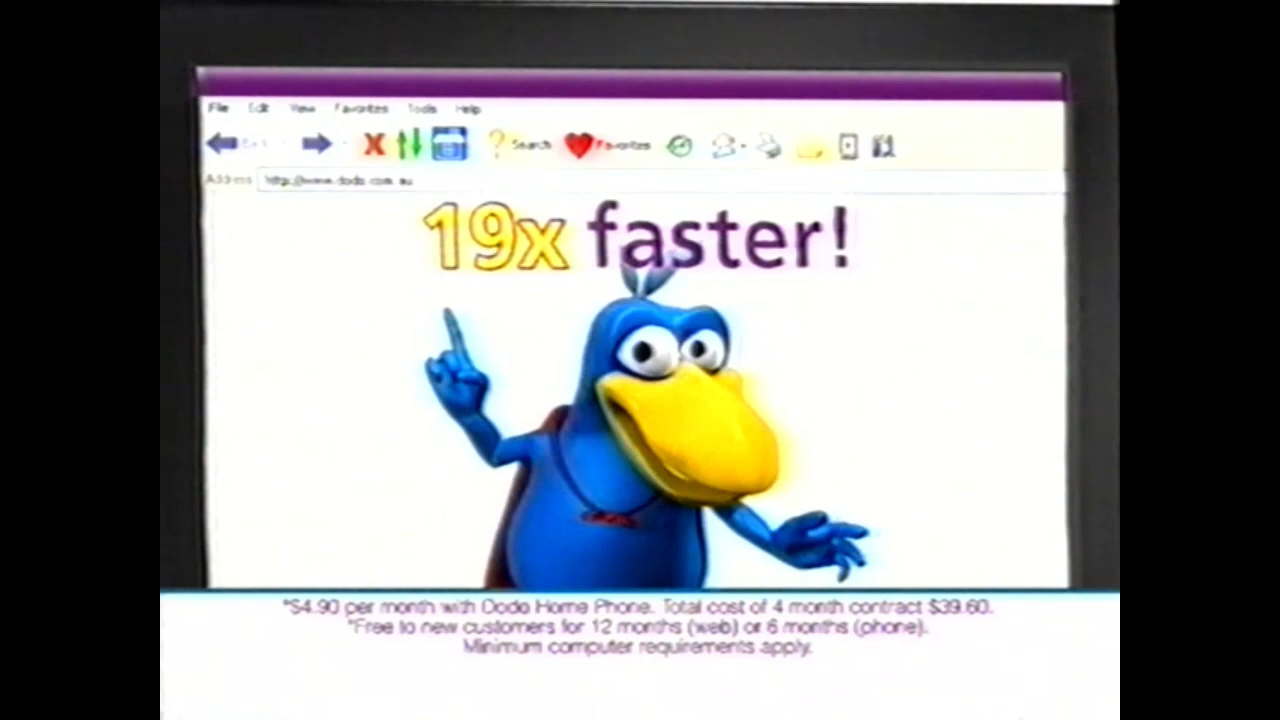 File Edit View Favorites Tools Help
Search Favorites
Address http://www.dodo.com.au
19x faster!
*$4.90 per month with Dodo Home Phone. Total cost of 4 month contract $39.60.
*Free to new customers for 12 months (web) or 6 months (phone).
Minimum computer requirements apply.